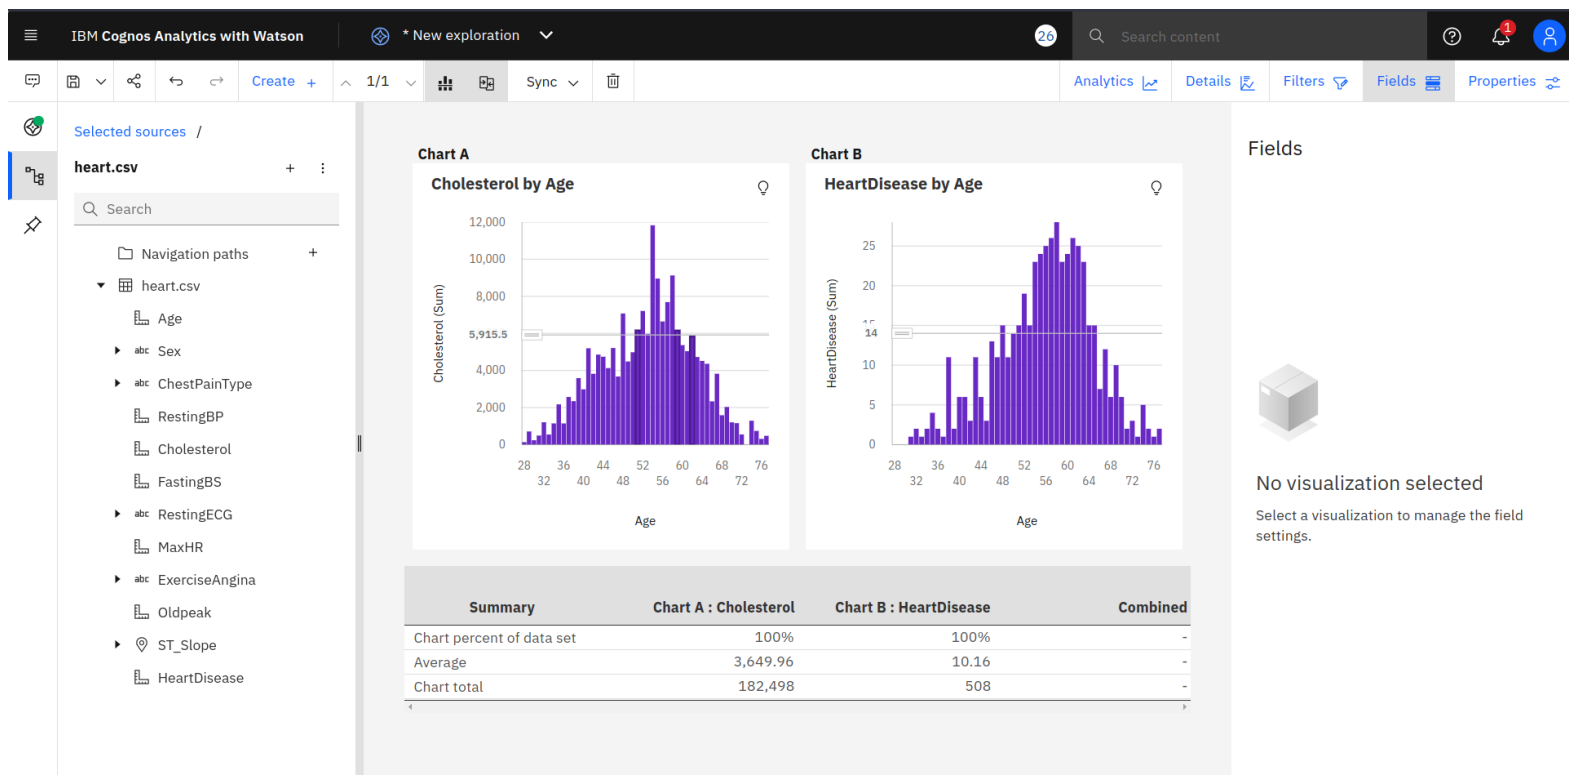 IBM Cognos Analytics with Watson
* New exploration
26
Search content
1
Create +
1/1
Sync
Analytics
Details
Filters
Fields
Properties
Selected sources /
heart.csv
Search
Navigation paths
heart.csv
Age
abc Sex
abc ChestPainType
RestingBP
Cholesterol
FastingBS
abc RestingECG
MaxHR
abc ExerciseAngina
Oldpeak
ST_Slope
HeartDisease
Chart A
Cholesterol by Age
Cholesterol (Sum)
12,000
10,000
8,000
5,915.5
4,000
2,000
0
28 36 44 52 60 68 76
32 40 48 56 64 72
Age
Chart B
HeartDisease by Age
HeartDisease (Sum)
25
20
15
14
10
5
0
28 36 44 52 60 68 76
32 40 48 56 64 72
Age
Summary Chart A : Cholesterol Chart B : HeartDisease Combined
Chart percent of data set 100% 100% -
Average 3,649.96 10.16 -
Chart total 182,498 508 -
Fields
No visualization selected
Select a visualization to manage the field
settings.